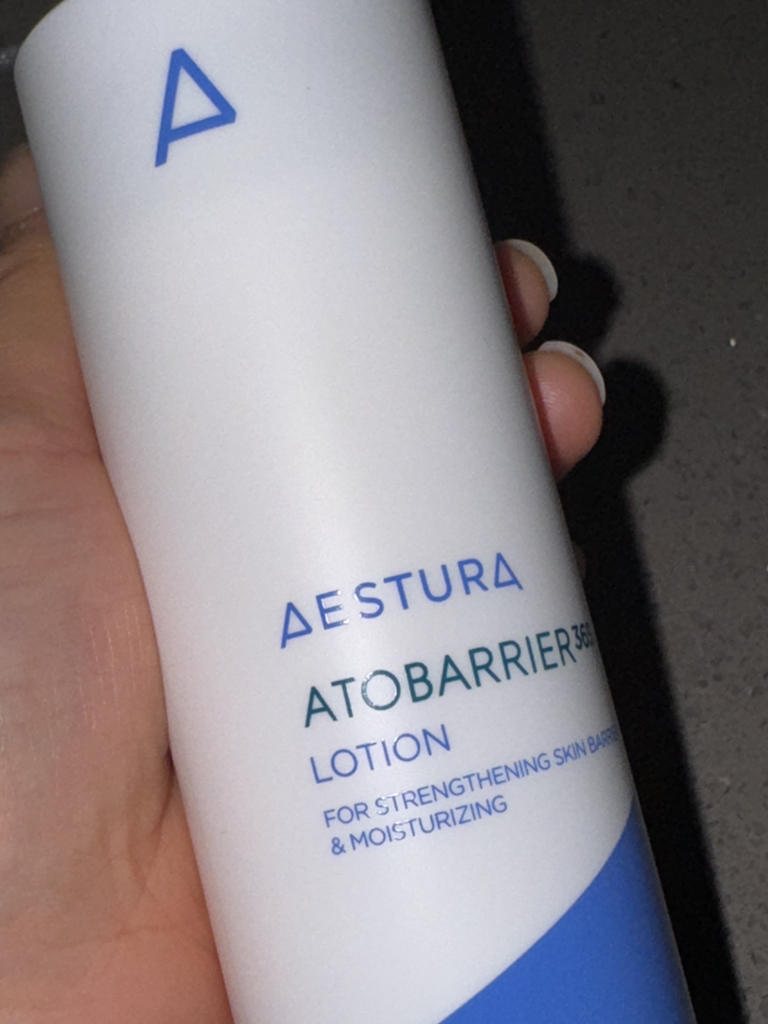 AESTURA
ATOBARRIER³⁶⁵
LOTION
FOR STRENGTHENING SKIN BARRIER
& MOISTURIZING